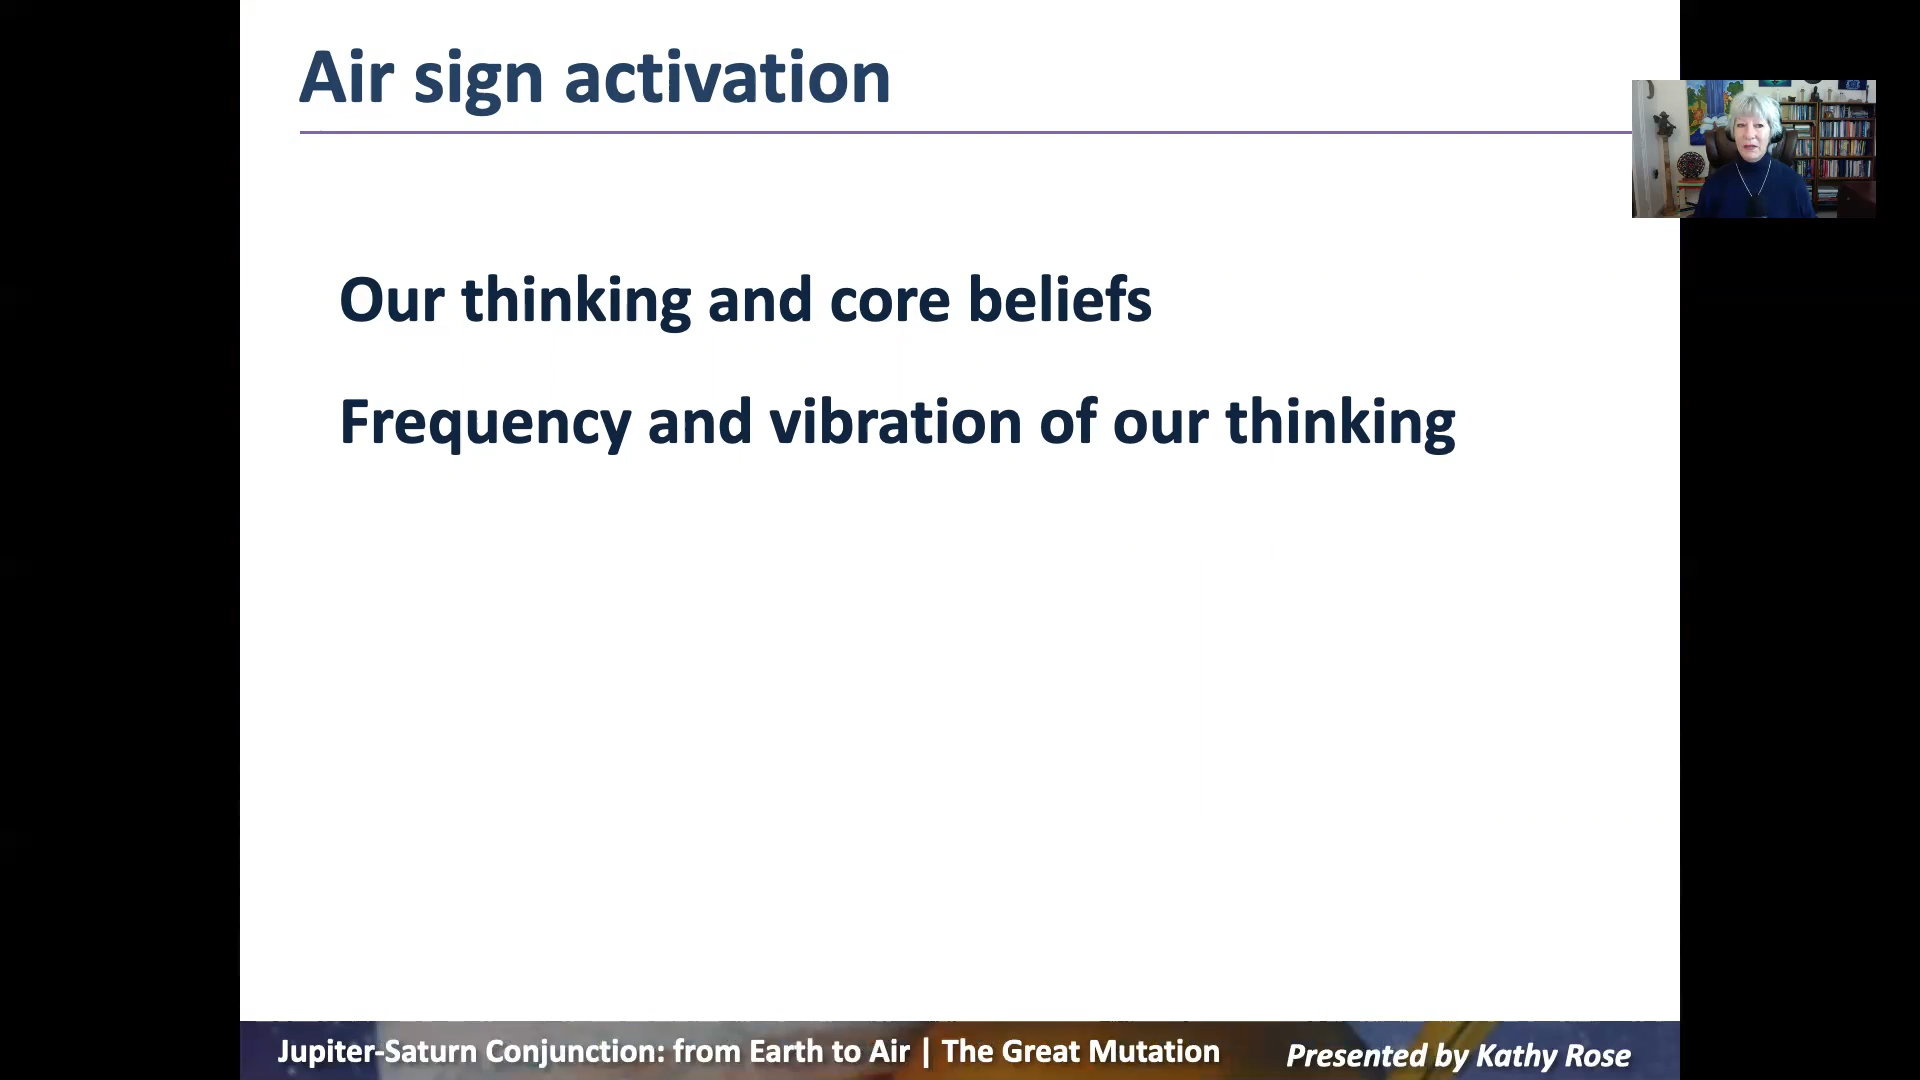 Air sign activation
Our thinking and core beliefs
Frequency and vibration of our thinking
Jupiter-Saturn Conjunction: from Earth to Air | The Great Mutation
Presented by Kathy Rose